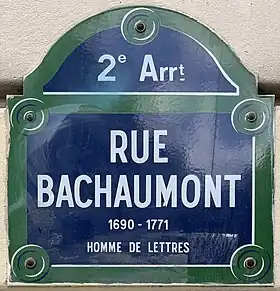 2e Arrt
RUE
BACHAUMONT
1690 - 1771
HOMME DE LETTRES